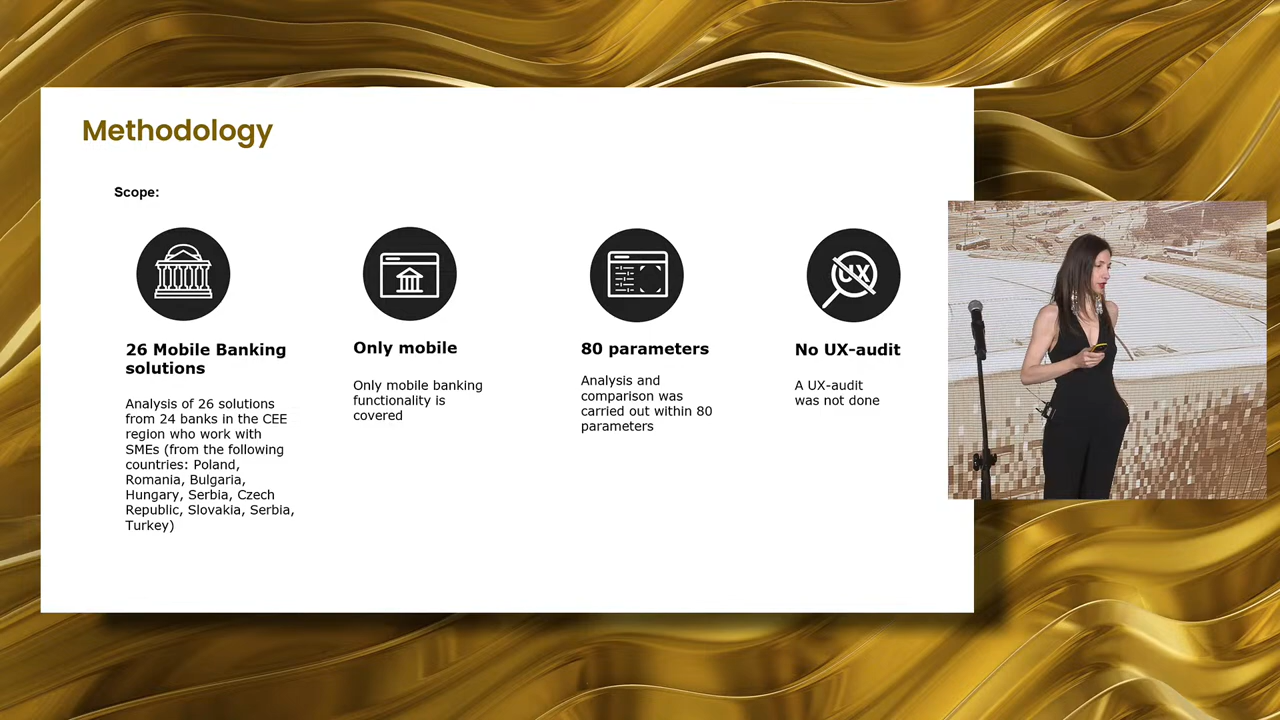 Methodology
Scope:
26 Mobile Banking
solutions
Analysis of 26 solutions
from 24 banks in the CEE
region who work with
SMEs (from the following
countries: Poland,
Romania, Bulgaria,
Hungary, Serbia, Czech
Republic, Slovakia, Serbia,
Turkey)
Only mobile
Only mobile banking
functionality is
covered
80 parameters
Analysis and
comparison was
carried out within 80
parameters
UX
No UX-audit
A UX-audit
was not done